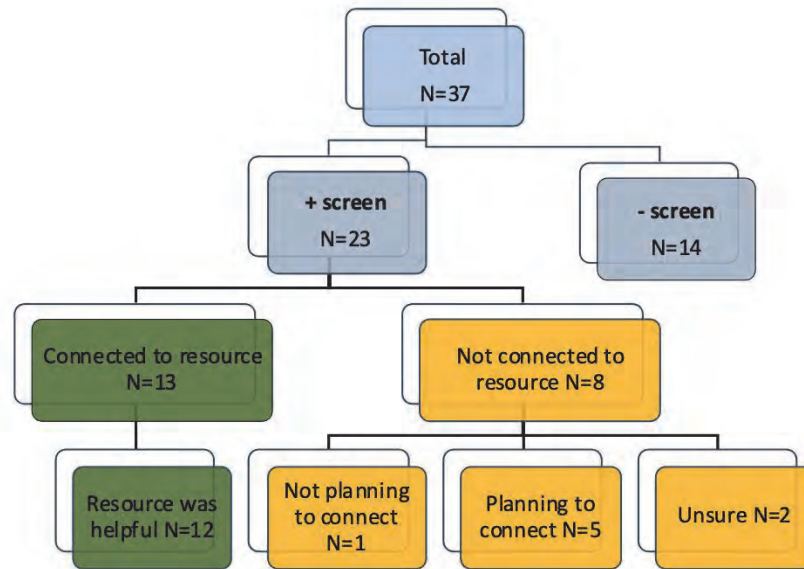 Total
N=37
+ screen
N=23
- screen
N=14
Connected to resource
N=13
Not connected to
resource N=8
Resource was
helpful N=12
Not planning
to connect
N=1
Planning to
connect N=5
Unsure N=2